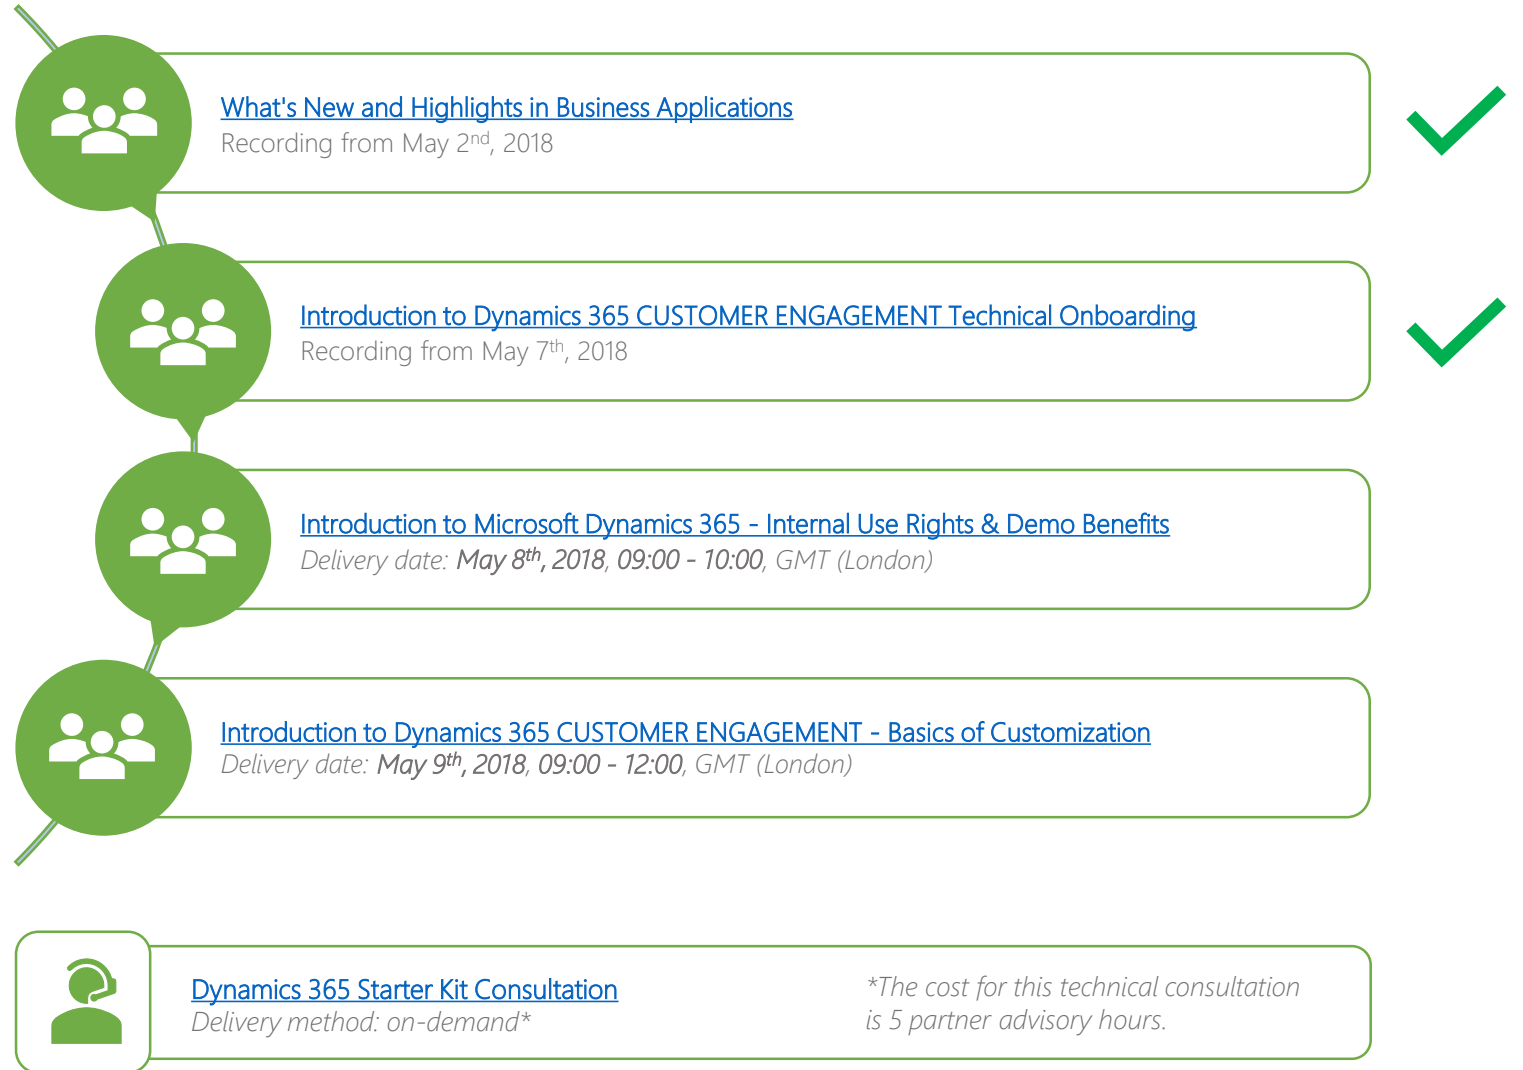 What's New and Highlights in Business Applications
Recording from May 2nd, 2018
Introduction to Dynamics 365 CUSTOMER ENGAGEMENT Technical Onboarding
Recording from May 7th, 2018
Introduction to Microsoft Dynamics 365 - Internal Use Rights & Demo Benefits
Delivery date: May 8th, 2018, 09:00 - 10:00, GMT (London)
Introduction to Dynamics 365 CUSTOMER ENGAGEMENT - Basics of Customization
Delivery date: May 9th, 2018, 09:00 - 12:00, GMT (London)
Dynamics 365 Starter Kit Consultation
Delivery method: on-demand*
*The cost for this technical consultation
is 5 partner advisory hours.